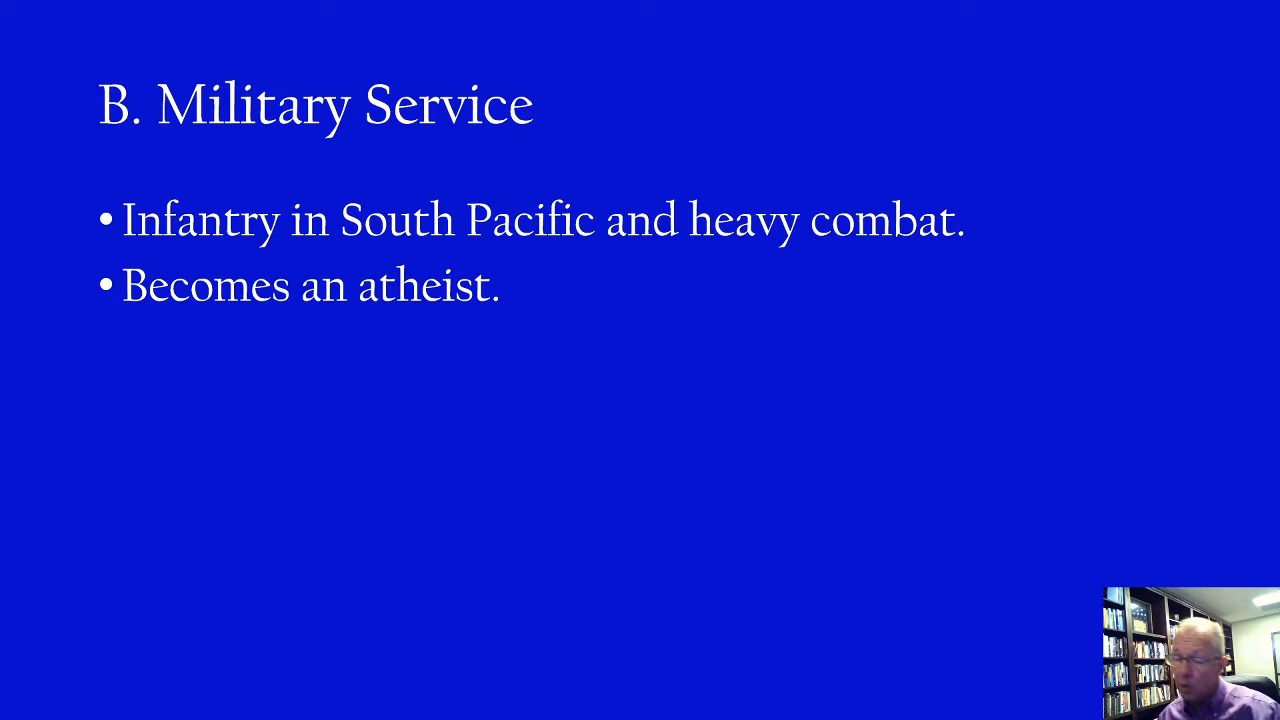 B. Military Service
• Infantry in South Pacific and heavy combat.
• Becomes an atheist.